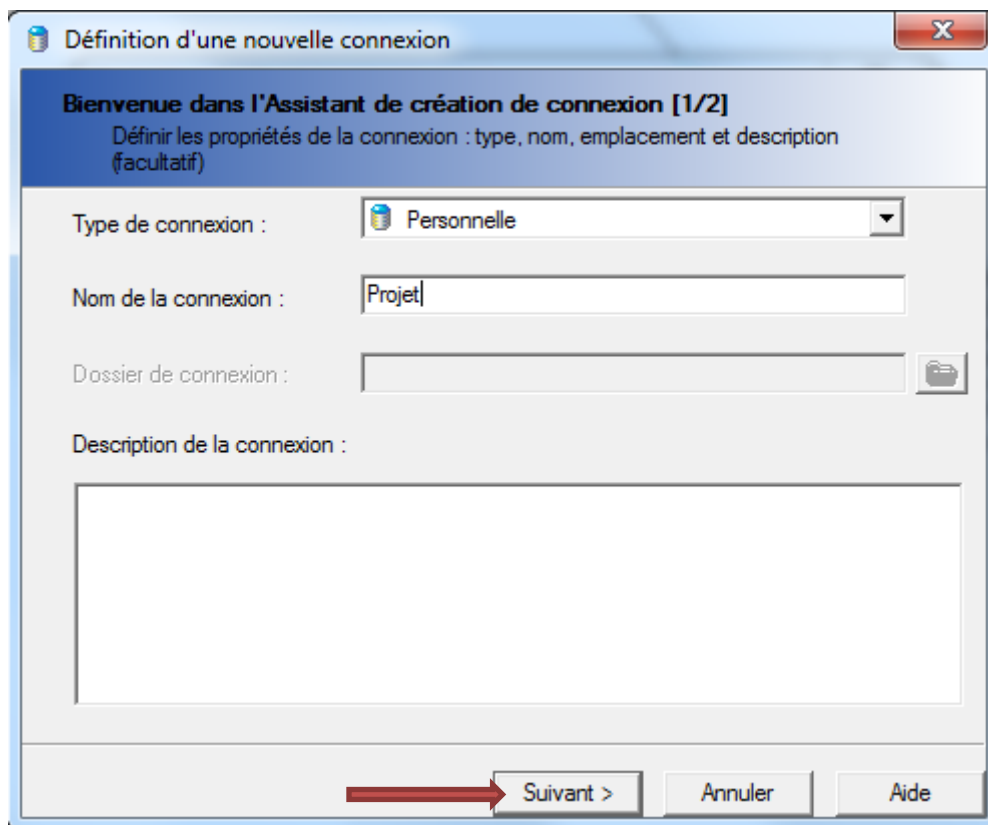 Définition d'une nouvelle connexion
Bienvenue dans l'Assistant de création de connexion [1/2]
Définir les propriétés de la connexion : type, nom, emplacement et description
(facultatif)
Type de connexion :
Personnelle
Nom de la connexion :
Projet
Dossier de connexion :
Description de la connexion :
Suivant >
Annuler
Aide